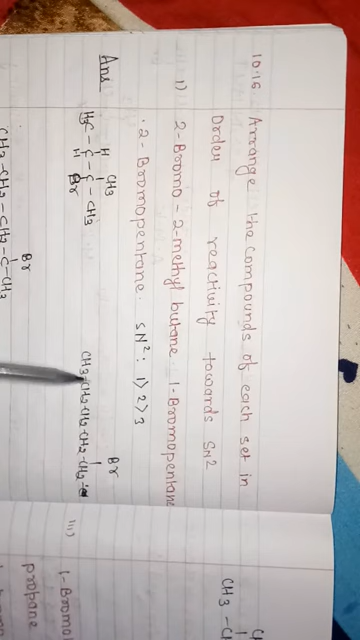 10.16 Arrange the compounds of each set in
Order of reactivity towards SN2
1) 2-Bromo-2-methyl butane. 1-Bromopentane
. 2-Bromopentane. SN2 : 1) 2) 3
Ans
CH3
H
H3C - C - C - CH3
H Br
Br
CH3-CH2-CH2-CH2-CH2
Br
CH3-CH2-CH2-C-CH3
CH3 -
III)
1-Bromo
propane